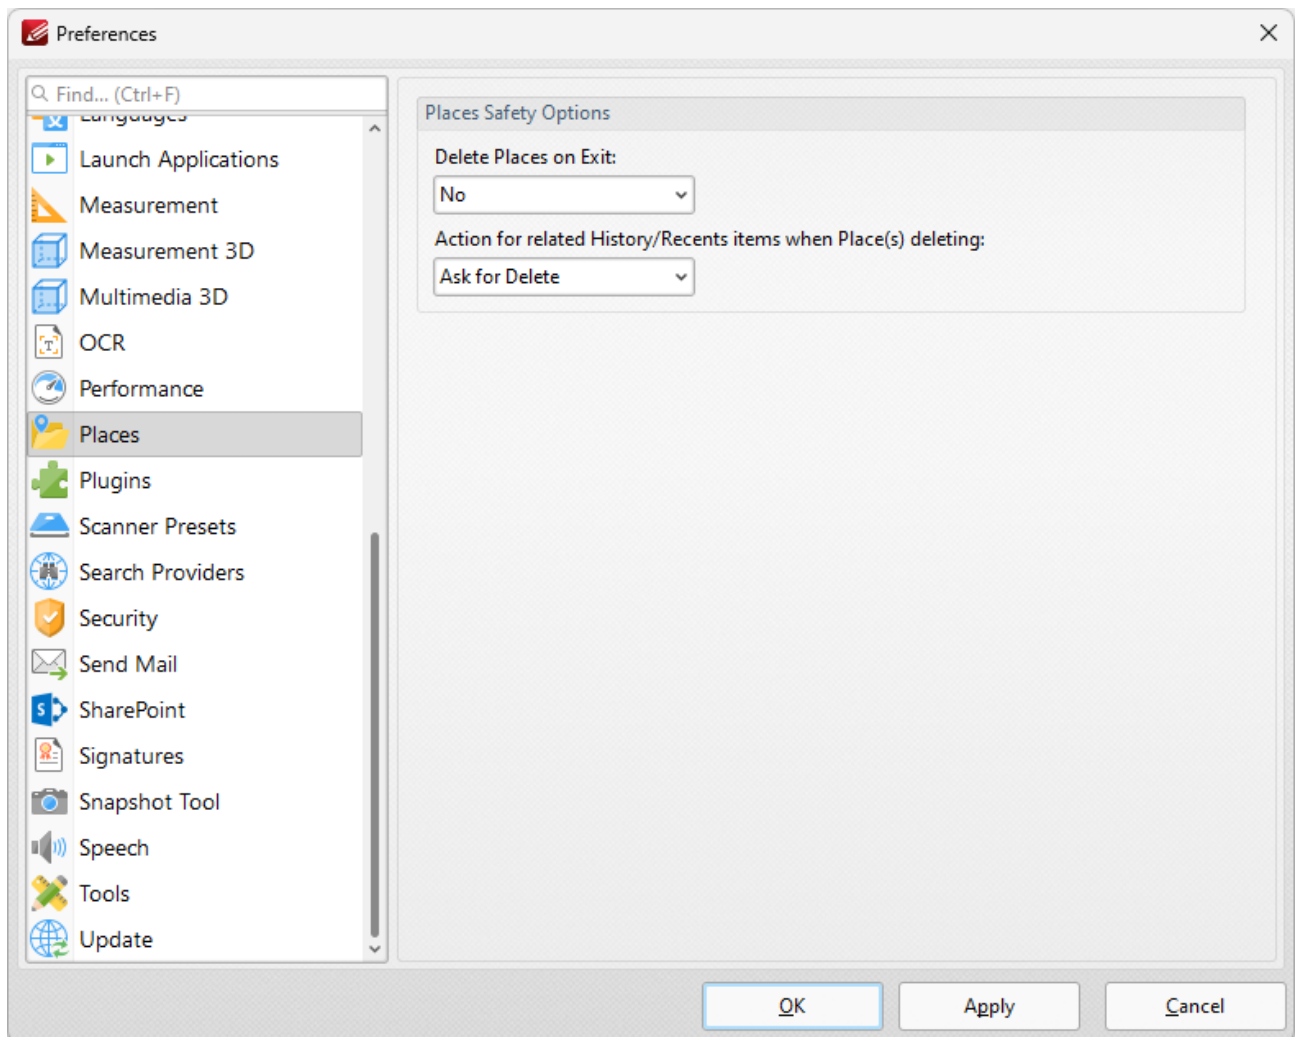 Preferences
Find... (Ctrl+F)
Languages
Launch Applications
Measurement
Measurement 3D
Multimedia 3D
OCR
Performance
Places
Plugins
Scanner Presets
Search Providers
Security
Send Mail
SharePoint
Signatures
Snapshot Tool
Speech
Tools
Update
Places Safety Options
Delete Places on Exit:
No
Action for related History/Recents items when Place(s) deleting:
Ask for Delete
OK
Apply
Cancel